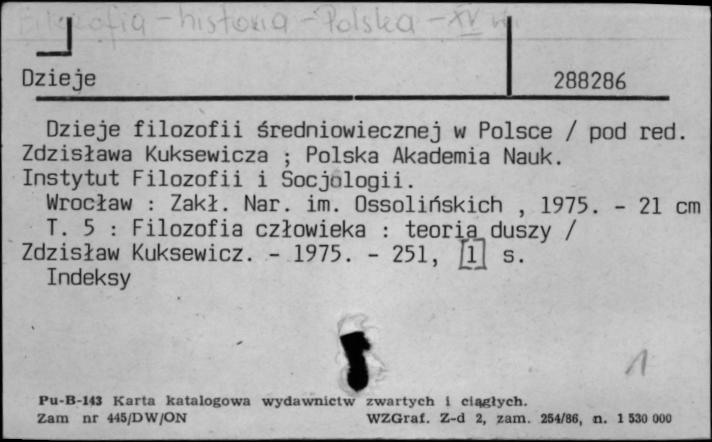 Filozofia - historia - Polska - XV w.
Dzieje 288286
Dzieje filozofii średniowiecznej w Polsce / pod red.
Zdzisława Kuksewicza ; Polska Akademia Nauk.
Instytut Filozofii i Socjologii.
Wrocław : Zakł. Nar. im. Ossolińskich , 1975. - 21 cm
T. 5 : Filozofia człowieka : teoria duszy /
Zdzisław Kuksewicz. - 1975. - 251, [1] s.
Indeksy
1
Pu-B-143 Karta katalogowa wydawnictw zwartych i ciągłych.
Zam nr 445/DW/ON WZGraf. Z-d 2, zam. 254/86, n. 1 530 000